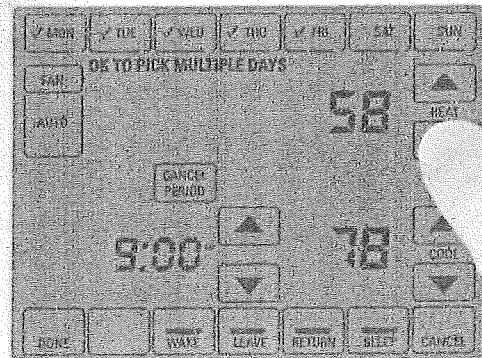 ✓ MON ✓ TUE ✓ WED ✓ THU ✓ FRI SAT SUN
OK TO PICK MULTIPLE DAYS
FAN
AUTO
58
HEAT
CANCEL
PERIOD
9:00
78
COOL
DONE WAKE LEAVE RETURN SLEEP CANCEL